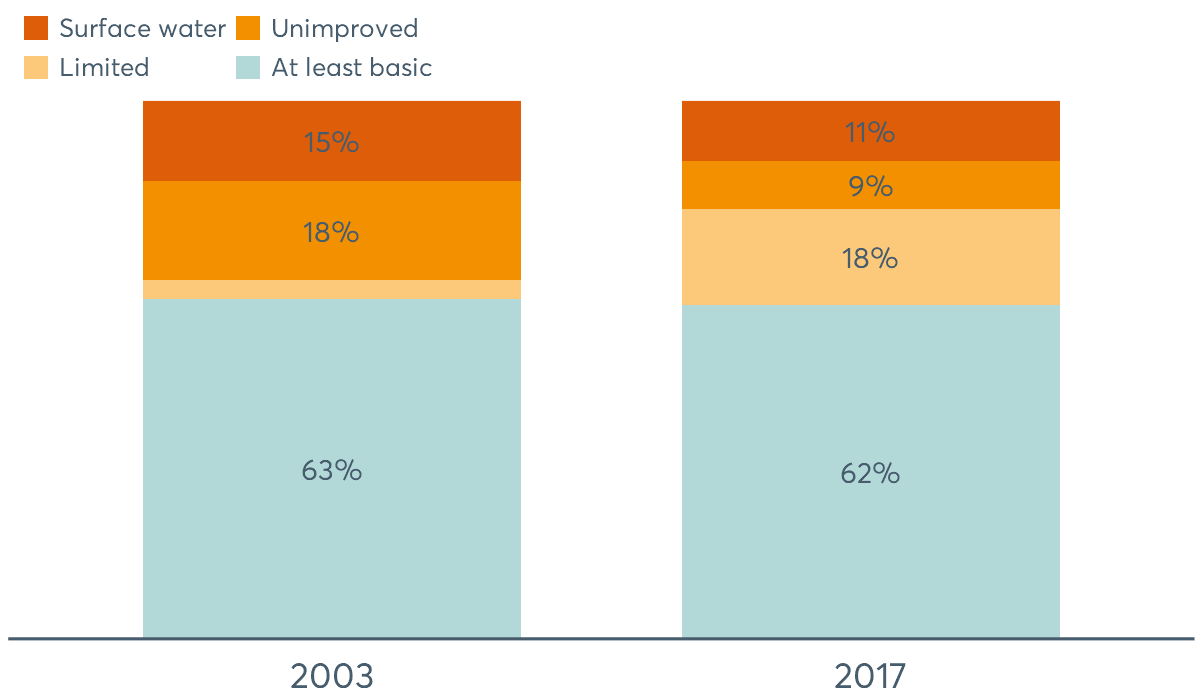 Surface water Unimproved
Limited At least basic
15% 11%
18% 9%
18%
63% 62%
2003 2017